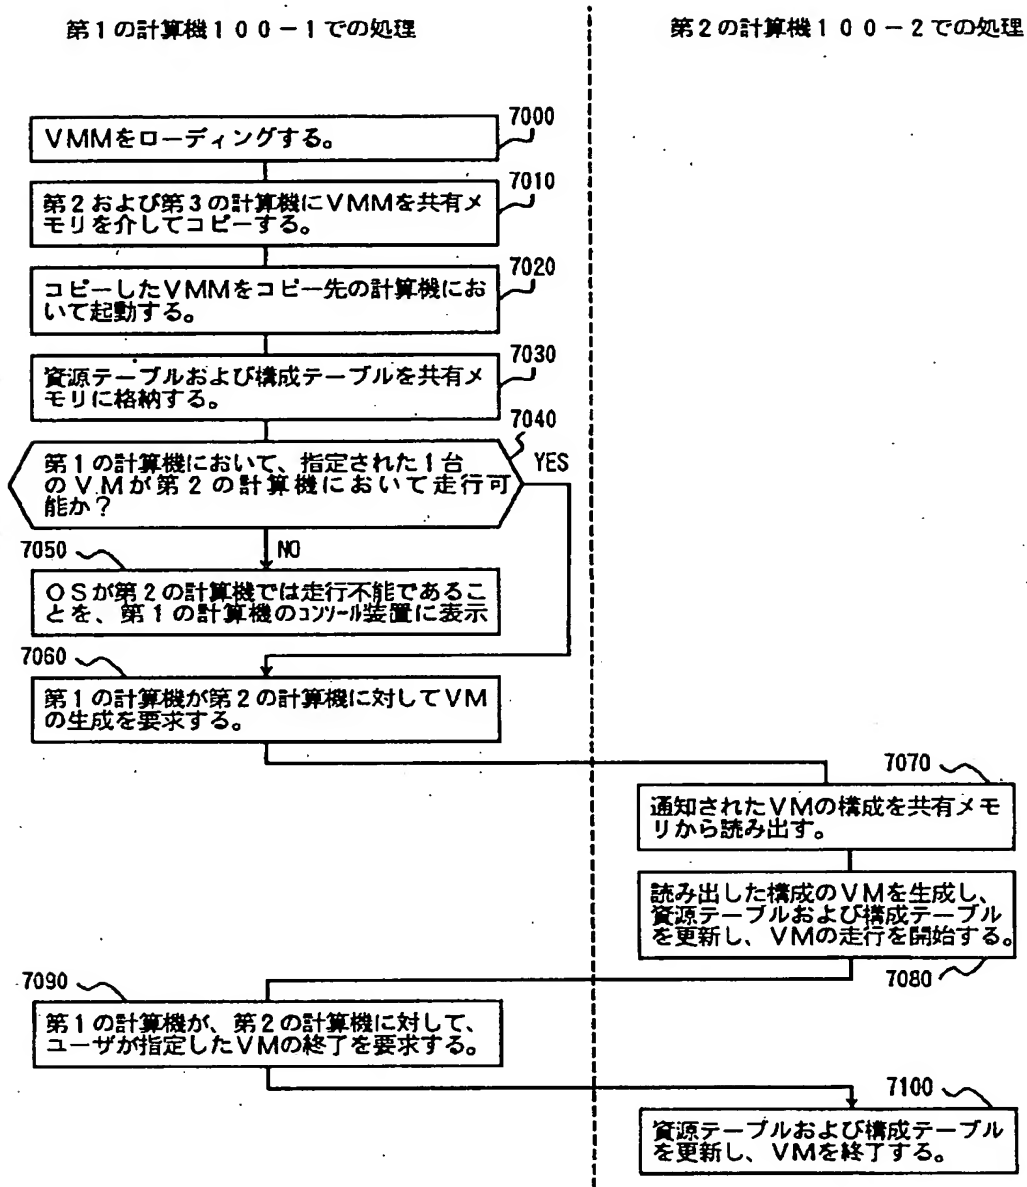 第1の計算機100-1での処理
第2の計算機100-2での処理
7000
VMMをローディングする。
7010
第2および第3の計算機にVMMを共有メ
モリを介してコピーする。
7020
コピーしたVMMをコピー先の計算機にお
いて起動する。
7030
資源テーブルおよび構成テーブルを共有メ
モリに格納する。
7040
第1の計算機において、指定された1台
のVMが第2の計算機において走行可
能か?
YES
NO
7050
OSが第2の計算機では走行不能であるこ
とを、第1の計算機のコンソール装置に表示
7060
第1の計算機が第2の計算機に対してVM
の生成を要求する。
7070
通知されたVMの構成を共有メモ
リから読み出す。
読み出した構成のVMを生成し、
資源テーブルおよび構成テーブル
を更新し、VMの走行を開始する。
7080
7090
第1の計算機が、第2の計算機に対して、
ユーザが指定したVMの終了を要求する。
7100
資源テーブルおよび構成テーブル
を更新し、VMを終了する。